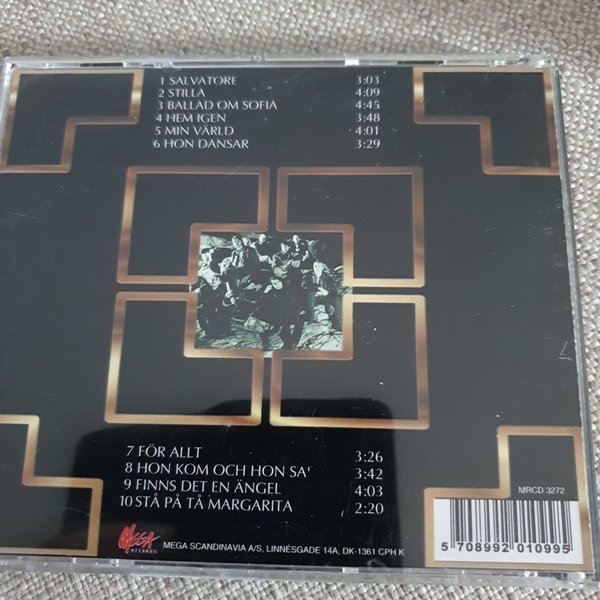 1 SALVATORE 3:03
2 STILLA 4:09
3 BALLAD OM SOFIA 4:45
4 HEM IGEN 3:48
5 MIN VÄRLD 4:01
6 HON DANSAR 3:29
7 FÖR ALLT 3:26
8 HON KOM OCH HON SA' 3:42
9 FINNS DET EN ÄNGEL 4:03
10 STÅ PÅ TÅ MARGARITA 2:20
MRCD 3272
MEGA
RECORDS
MEGA SCANDINAVIA A/S, LINNÉSGADE 14A, DK-1361 CPH K
5 708992 010995